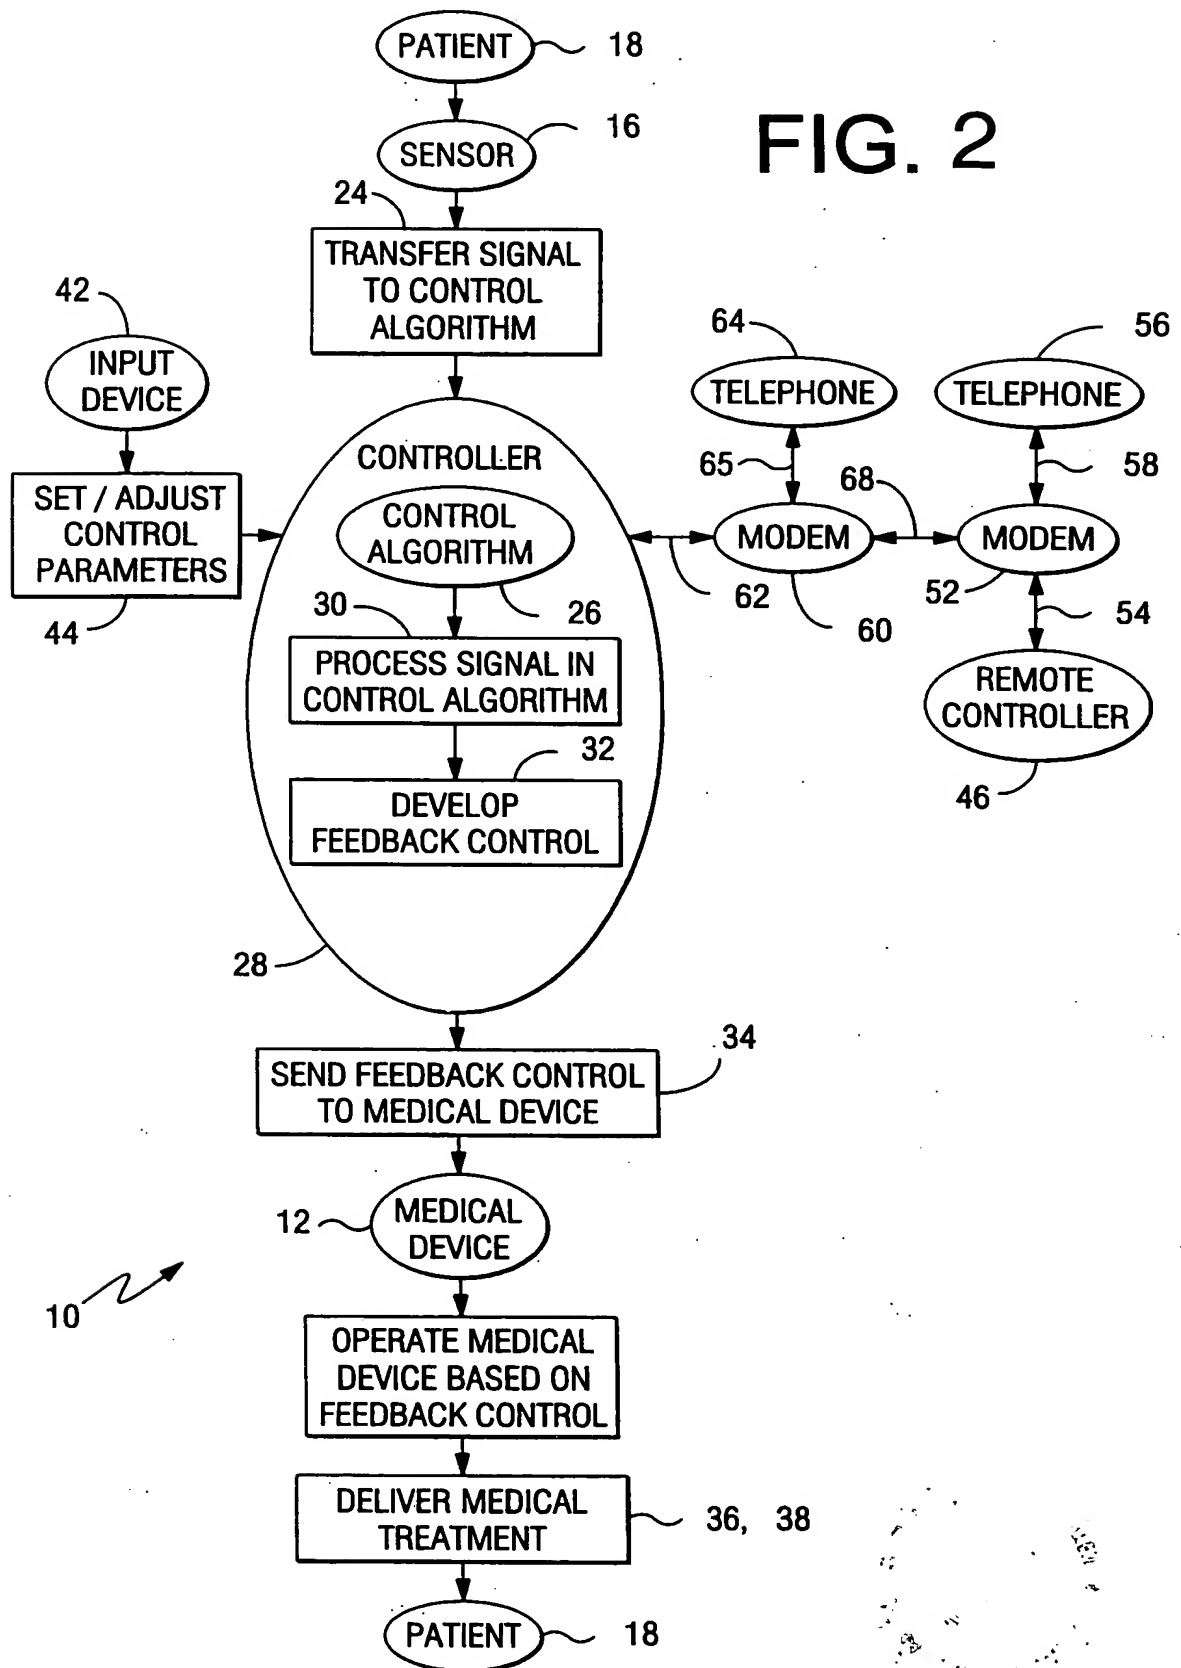 PATIENT
18
FIG. 2
SENSOR
16
24
TRANSFER SIGNAL
TO CONTROL
ALGORITHM
42
INPUT
DEVICE
SET / ADJUST
CONTROL
PARAMETERS
44
CONTROLLER
CONTROL
ALGORITHM
26
30
PROCESS SIGNAL IN
CONTROL ALGORITHM
32
DEVELOP
FEEDBACK CONTROL
28
64
TELEPHONE
65
MODEM
60
62
68
56
TELEPHONE
58
MODEM
52
54
REMOTE
CONTROLLER
46
SEND FEEDBACK CONTROL
TO MEDICAL DEVICE
34
12
MEDICAL
DEVICE
10
OPERATE MEDICAL
DEVICE BASED ON
FEEDBACK CONTROL
DELIVER MEDICAL
TREATMENT
36, 38
PATIENT
18